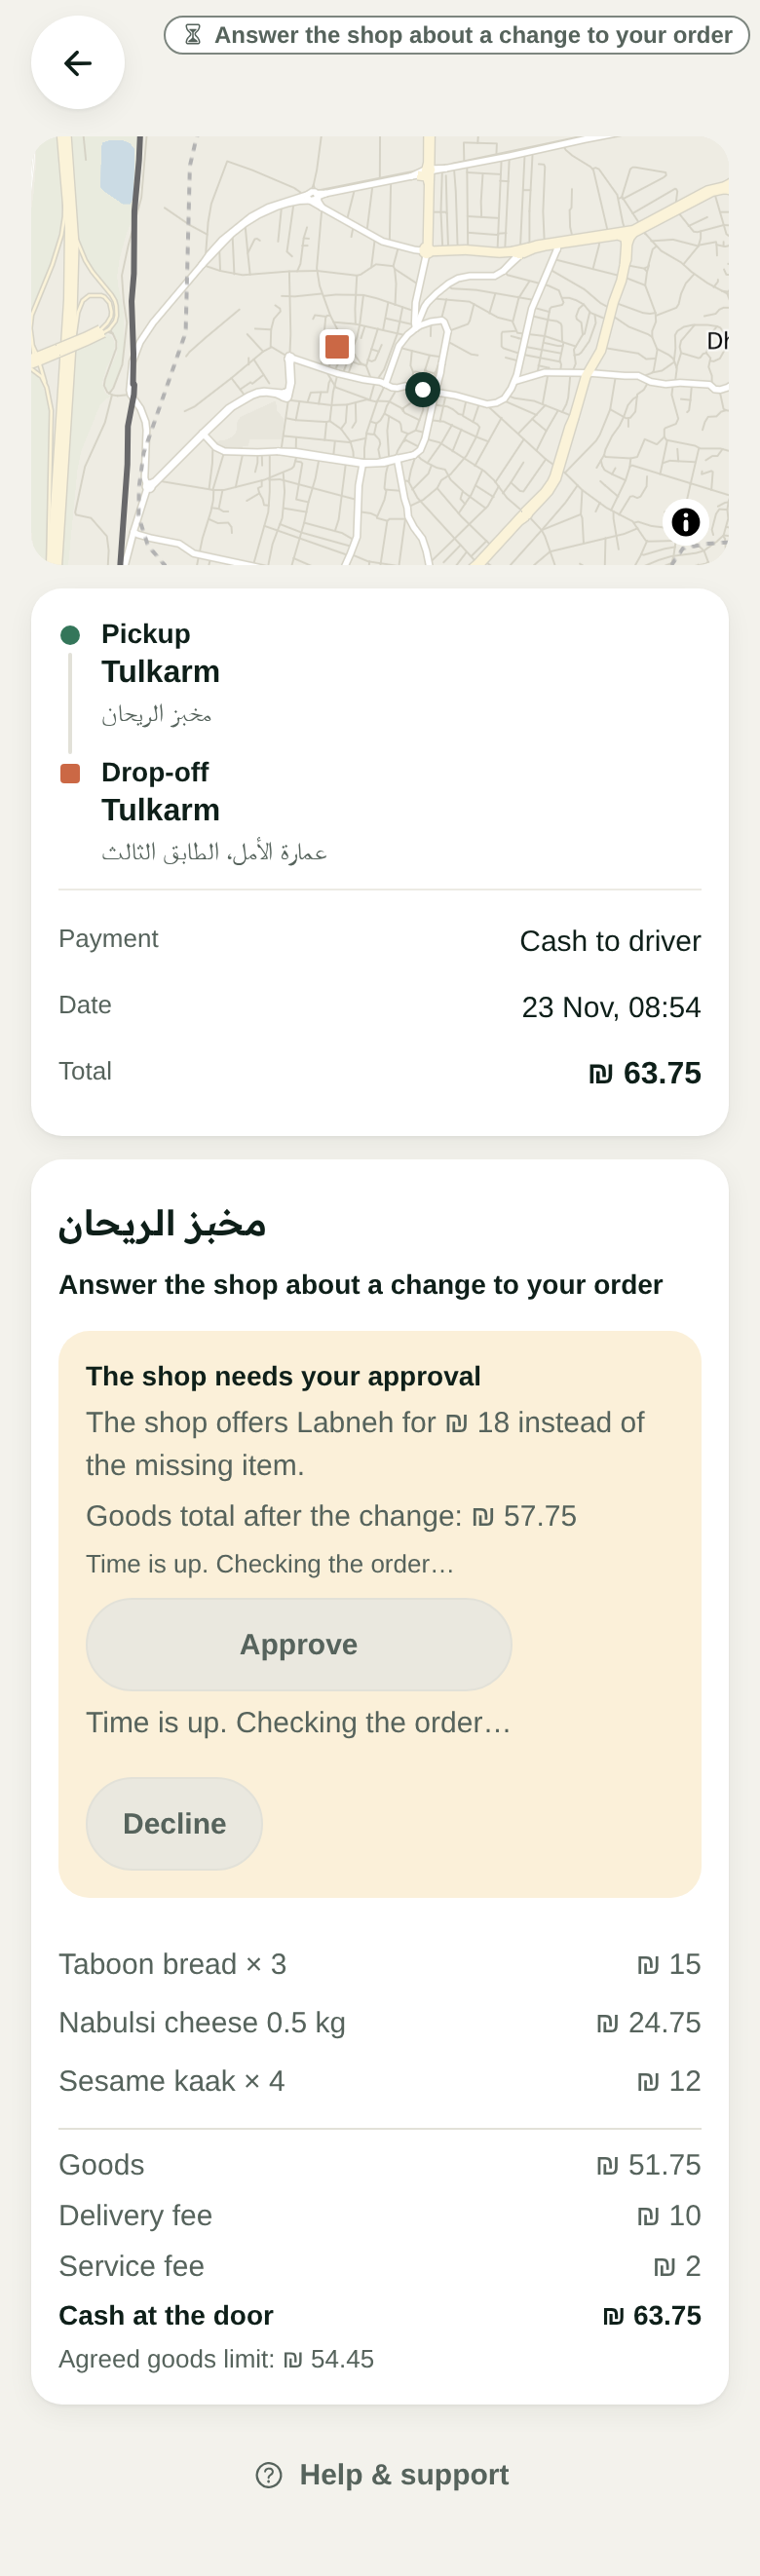 Answer the shop about a change to your order
Dh
Pickup
Tulkarm
مخبز الريحان
Drop-off
Tulkarm
عمارة الأمل، الطابق الثالث
Payment
Cash to driver
Date
23 Nov, 08:54
Total
₪ 63.75
مخبز الريحان
Answer the shop about a change to your order
The shop needs your approval
The shop offers Labneh for ₪ 18 instead of
the missing item.
Goods total after the change: ₪ 57.75
Time is up. Checking the order…
Approve
Time is up. Checking the order…
Decline
Taboon bread × 3
₪ 15
Nabulsi cheese 0.5 kg
₪ 24.75
Sesame kaak × 4
₪ 12
Goods
₪ 51.75
Delivery fee
₪ 10
Service fee
₪ 2
Cash at the door
₪ 63.75
Agreed goods limit: ₪ 54.45
Help & support